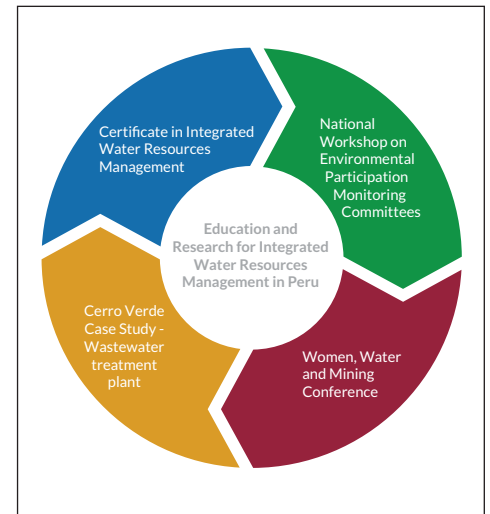 Certificate in Integrated
Water Resources
Management
National
Workshop on
Environmental
Participation
Monitoring
Committees
Education and
Research for Integrated
Water Resources
Management in Peru
Cerro Verde
Case Study -
Wastewater
treatment
plant
Women, Water
and Mining
Conference